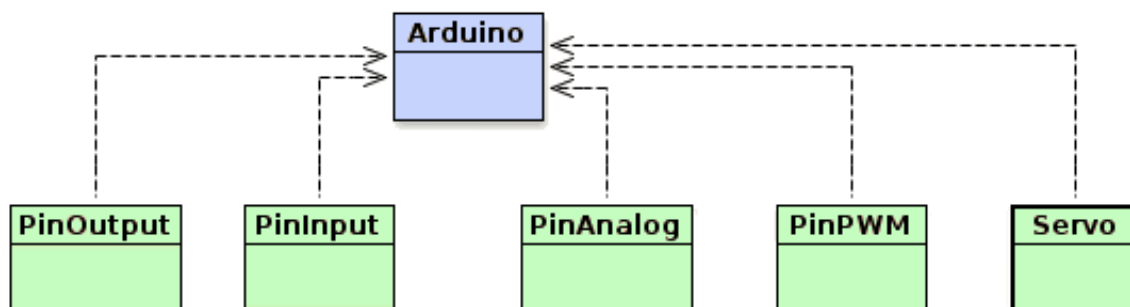 Arduino
PinOutput
PinInput
PinAnalog
PinPWM
Servo